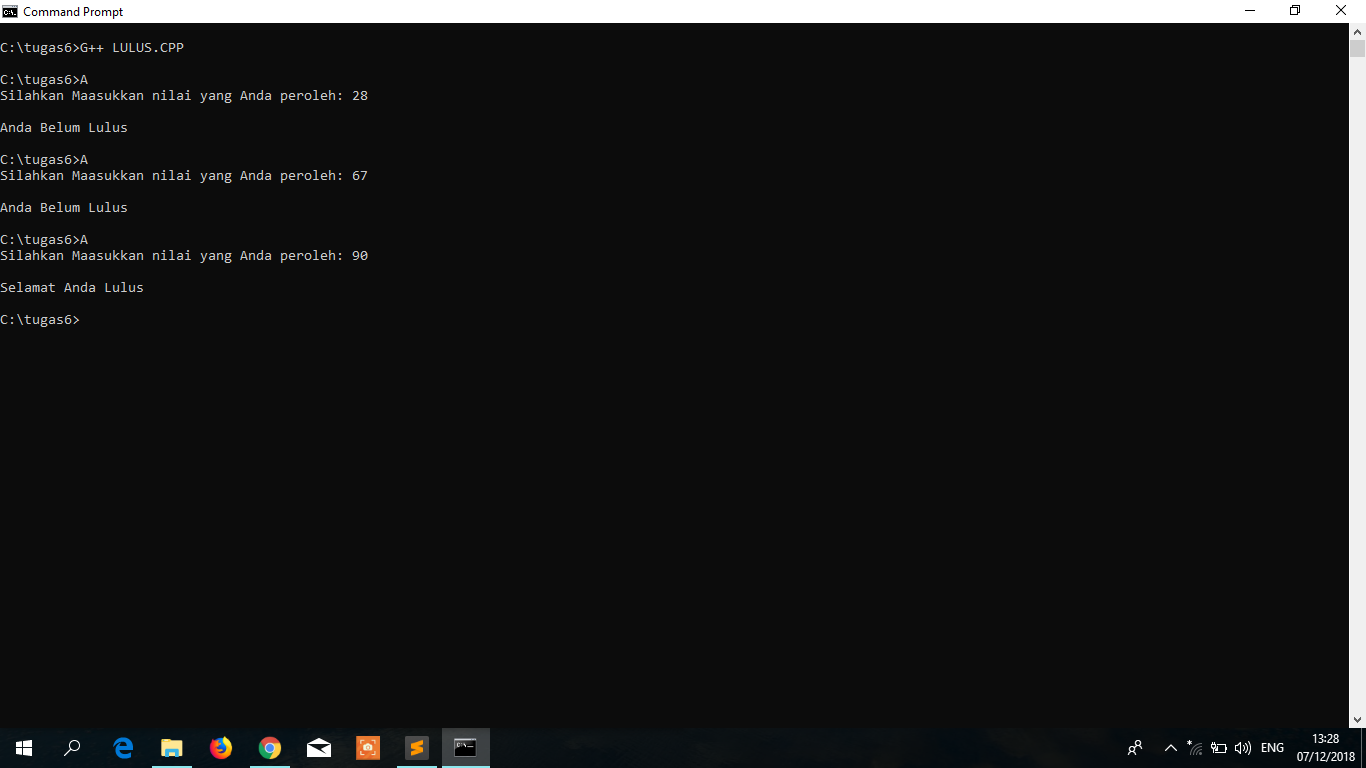 Command Prompt
C:\tugas6>G++ LULUS.CPP
C:\tugas6>A
Silahkan Maasukkan nilai yang Anda peroleh: 28
Anda Belum Lulus
C:\tugas6>A
Silahkan Maasukkan nilai yang Anda peroleh: 67
Anda Belum Lulus
C:\tugas6>A
Silahkan Maasukkan nilai yang Anda peroleh: 90
Selamat Anda Lulus
C:\tugas6>
ENG
13:28
07/12/2018